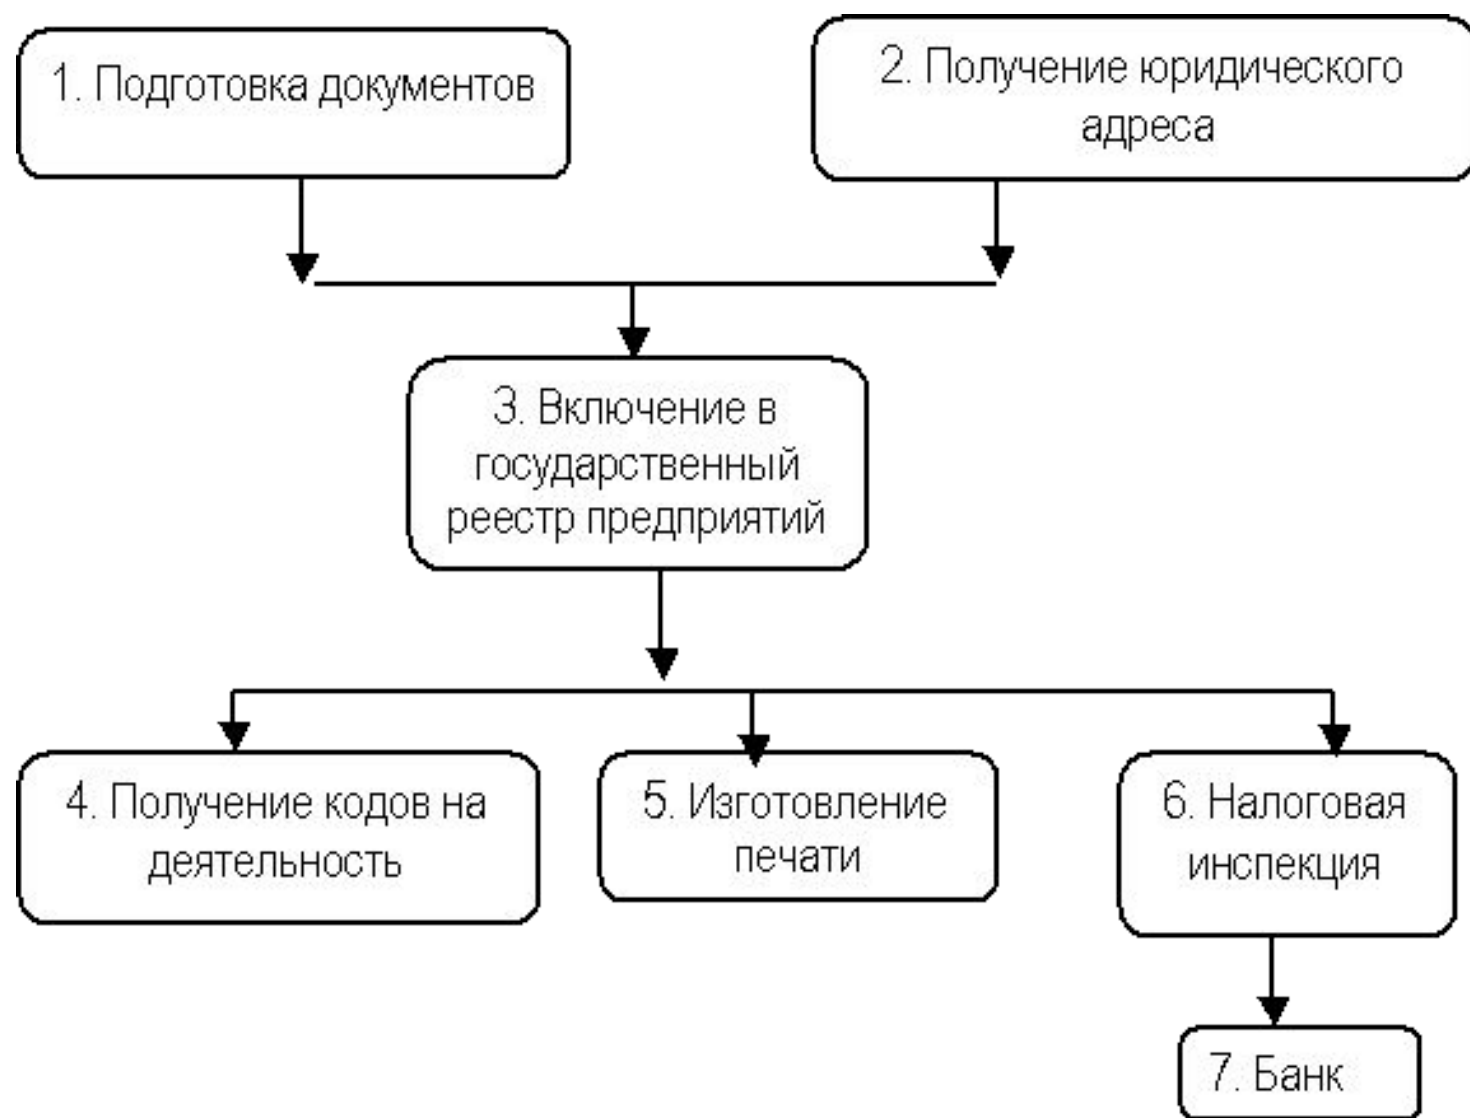 1. Подготовка документов
2. Получение юридического
адреса
3. Включение в
государственный
реестр предприятий
4. Получение кодов на
деятельность
5. Изготовление
печати
6. Налоговая
инспекция
7. Банк